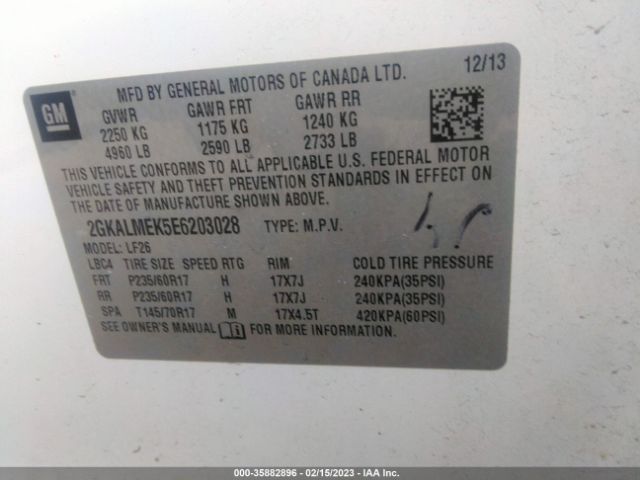 GM
MFD BY GENERAL MOTORS OF CANADA LTD. 12/13
GVWR GAWR FRT GAWR RR
2250 KG 1175 KG 1240 KG
4960 LB 2590 LB 2733 LB
THIS VEHICLE CONFORMS TO ALL APPLICABLE U.S. FEDERAL MOTOR
VEHICLE SAFETY AND THEFT PREVENTION STANDARDS IN EFFECT ON
THE DATE OF MANUFACTURE SHOWN ABOVE.
2GKALMEK5E6203028 TYPE: M.P.V.
MODEL: LF26
LBC4 TIRE SIZE SPEED RTG RIM COLD TIRE PRESSURE
FRT P235/60R17 H 17X7J 240KPA(35PSI)
RR P235/60R17 H 17X7J 240KPA(35PSI)
SPA T145/70R17 M 17X4.5T 420KPA(60PSI)
SEE OWNER'S MANUAL FOR MORE INFORMATION.
000-35882896 - 02/15/2023 - IAA Inc.